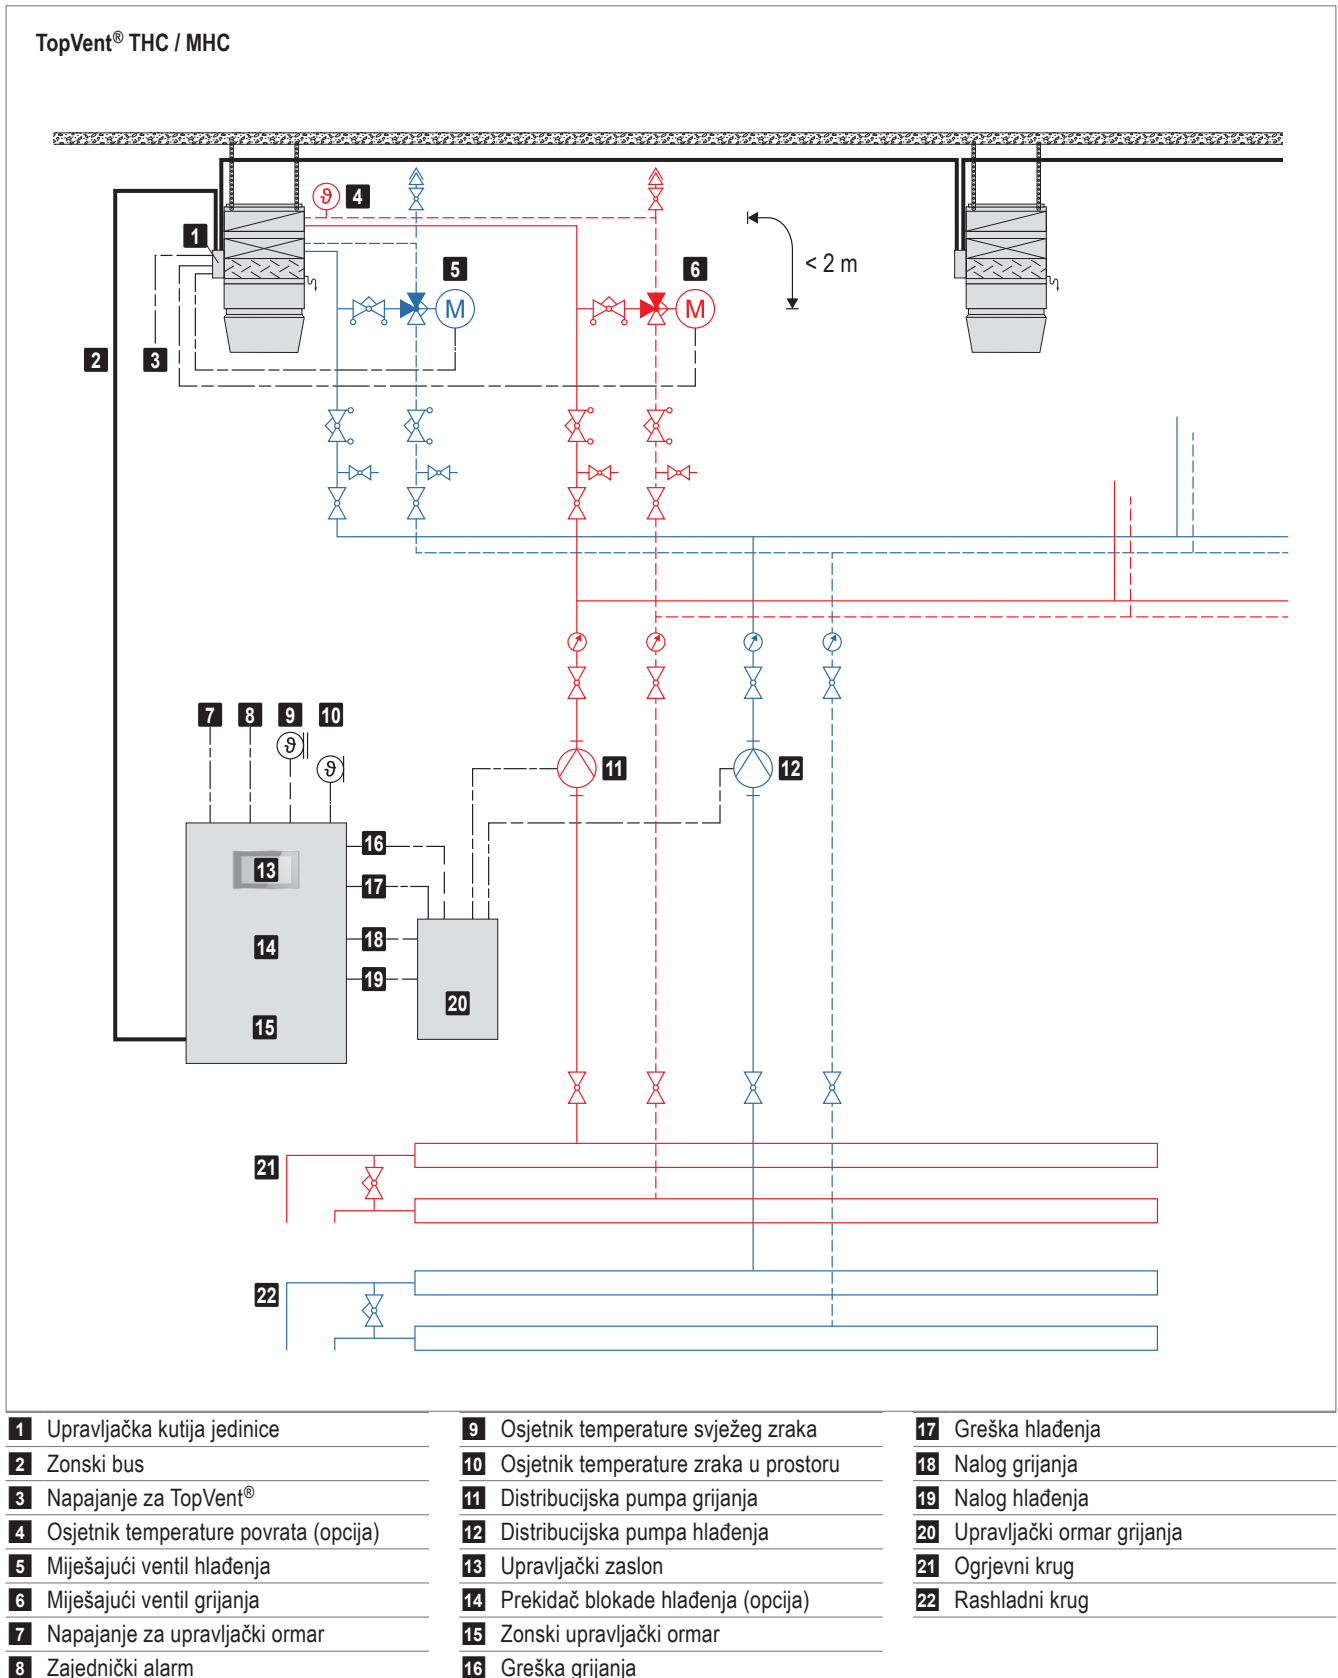 TopVent® THC / MHC
4
1
5
6
< 2 m
M
M
2
3
7
8
9
10
11
12
16
13
17
14
18
19
20
15
21
22
1 Upravljačka kutija jedinice
2 Zonski bus
3 Napajanje za TopVent®
4 Osjetnik temperature povrata (opcija)
5 Miješajući ventil hlađenja
6 Miješajući ventil grijanja
7 Napajanje za upravljački ormar
8 Zajednički alarm
9 Osjetnik temperature svježeg zraka
10 Osjetnik temperature zraka u prostoru
11 Distribucijska pumpa grijanja
12 Distribucijska pumpa hlađenja
13 Upravljački zaslon
14 Prekidač blokade hlađenja (opcija)
15 Zonski upravljački ormar
16 Greška grijanja
17 Greška hlađenja
18 Nalog grijanja
19 Nalog hlađenja
20 Upravljački ormar grijanja
21 Ogrjevni krug
22 Rashladni krug